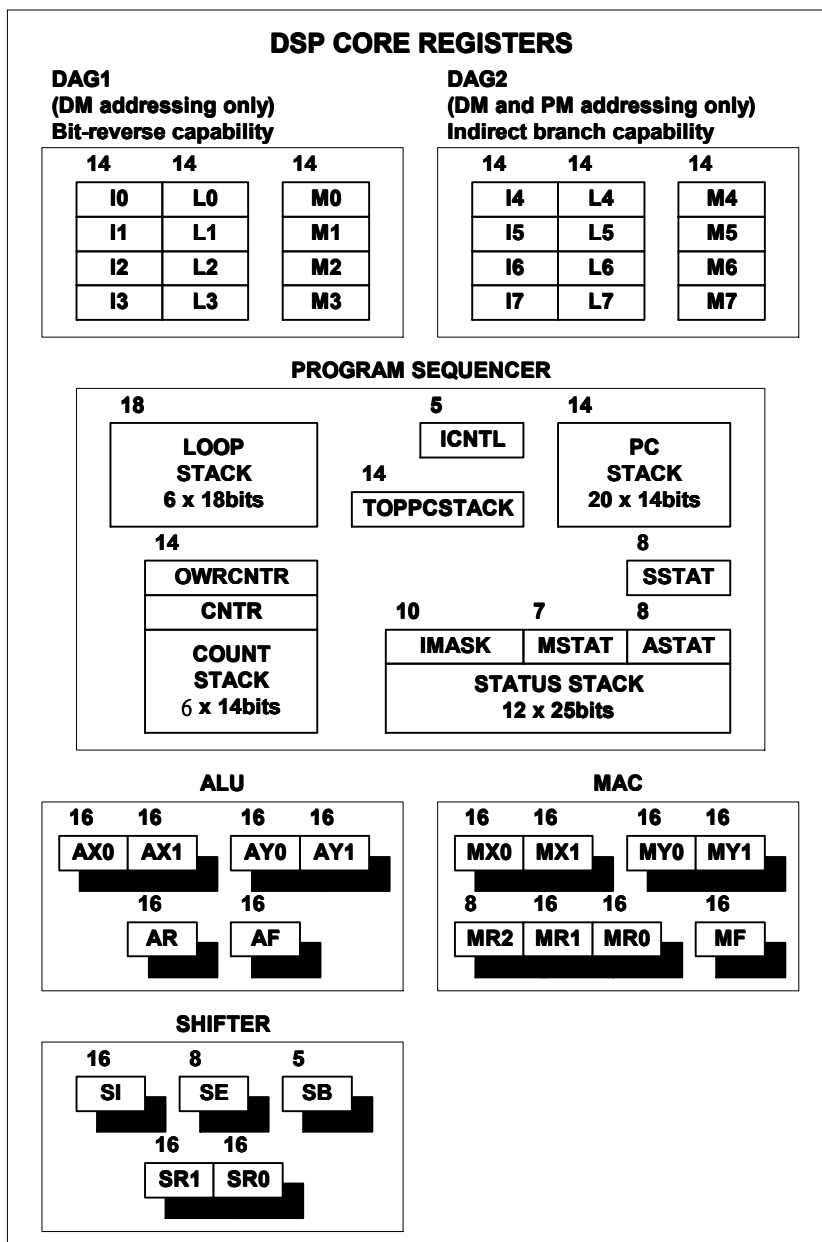 DSP CORE REGISTERS
DAG1
(DM addressing only)
Bit-reverse capability
14 14 14
I0 L0 M0
I1 L1 M1
I2 L2 M2
I3 L3 M3
DAG2
(DM and PM addressing only)
Indirect branch capability
14 14 14
I4 L4 M4
I5 L5 M5
I6 L6 M6
I7 L7 M7
PROGRAM SEQUENCER
18
LOOP
STACK
6 x 18bits
5
ICNTL
14
TOPPCSTACK
14
PC
STACK
20 x 14bits
14
OWRCNTR
CNTR
COUNT
STACK
6 x 14bits
8
SSTAT
10 7 8
IMASK MSTAT ASTAT
STATUS STACK
12 x 25bits
ALU
16 16 16 16
AX0 AX1 AY0 AY1
16 16
AR AF
MAC
16 16 16 16
MX0 MX1 MY0 MY1
8 16 16 16
MR2 MR1 MR0 MF
SHIFTER
16 8 5
SI SE SB
16 16
SR1 SR0